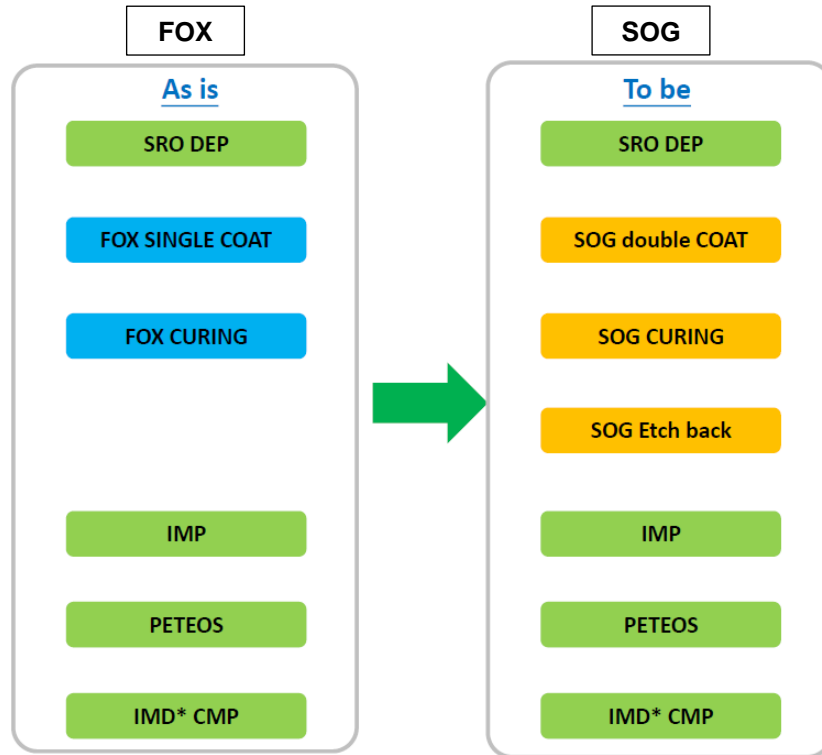 FOX
As is
SRO DEP
FOX SINGLE COAT
FOX CURING
IMP
PETEOS
IMD* CMP
SOG
To be
SRO DEP
SOG double COAT
SOG CURING
SOG Etch back
IMP
PETEOS
IMD* CMP